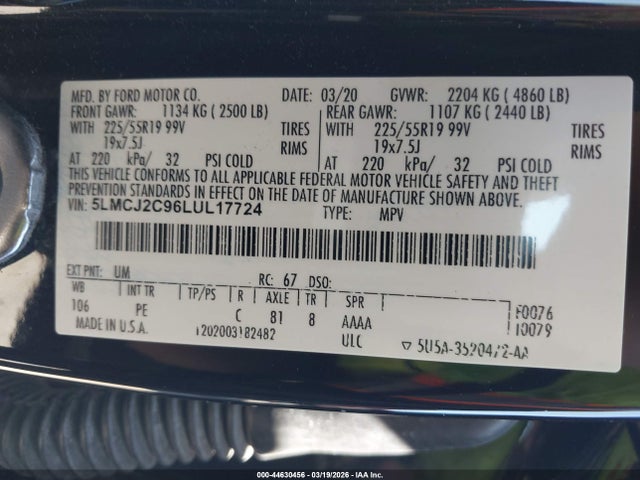 MFD. BY FORD MOTOR CO. DATE: 03/20 GVWR: 2204 KG ( 4860 LB)
FRONT GAWR: 1134 KG ( 2500 LB) REAR GAWR: 1107 KG ( 2440 LB)
WITH 225/55R19 99V TIRES WITH 225/55R19 99V TIRES
19x7.5J RIMS 19x7.5J RIMS
AT 220 kPa/ 32 PSI COLD AT 220 kPa/ 32 PSI COLD
THIS VEHICLE CONFORMS TO ALL APPLICABLE FEDERAL MOTOR VEHICLE SAFETY AND THEFT
PREVENTION STANDARDS IN EFFECT ON THE DATE OF MANUFACTURE SHOWN ABOVE.
VIN: 5LMCJ2C96LUL17724 TYPE: MPV
EXT PNT: UM RC: 67 DSO:
WB INT TR TP/PS R AXLE TR SPR
106 PE C 81 8 AAAA F0076
MADE IN U.S.A. ULC I0079
000-44630456 - 03/19/2026 - IAAI, Inc.